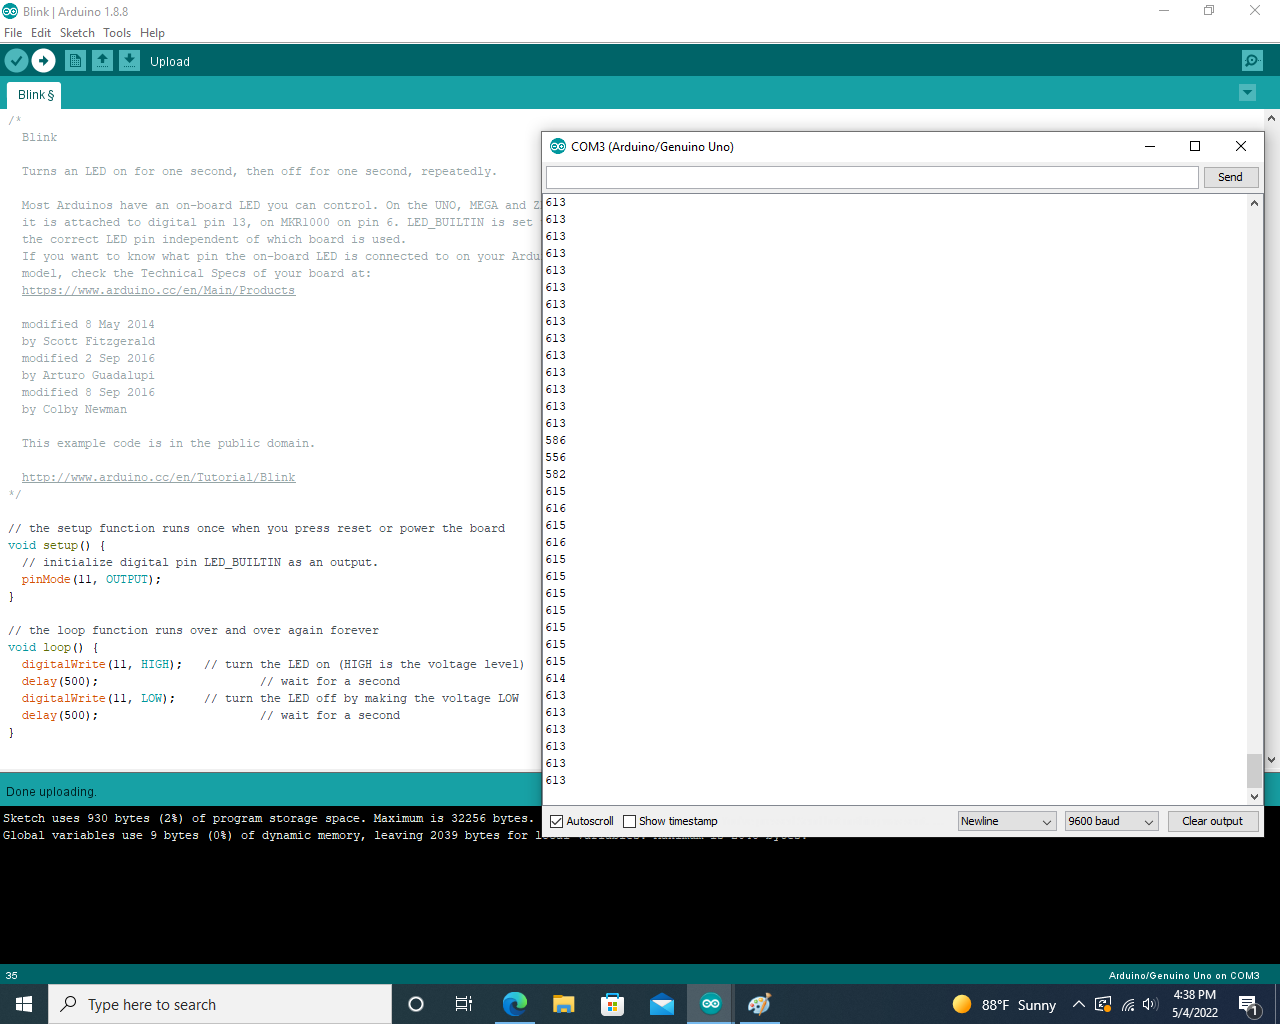 Blink | Arduino 1.8.8
File Edit Sketch Tools Help
Upload
Blink §
/*
Blink
Turns an LED on for one second, then off for one second, repeatedly.
Most Arduinos have an on-board LED you can control. On the UNO, MEGA and Z
it is attached to digital pin 13, on MKR1000 on pin 6. LED_BUILTIN is set
the correct LED pin independent of which board is used.
If you want to know what pin the on-board LED is connected to on your Ardu
model, check the Technical Specs of your board at:
https://www.arduino.cc/en/Main/Products
modified 8 May 2014
by Scott Fitzgerald
modified 2 Sep 2016
by Arturo Guadalupi
modified 8 Sep 2016
by Colby Newman
This example code is in the public domain.
http://www.arduino.cc/en/Tutorial/Blink
*/
// the setup function runs once when you press reset or power the board
void setup() {
// initialize digital pin LED_BUILTIN as an output.
pinMode(11, OUTPUT);
}
// the loop function runs over and over again forever
void loop() {
digitalWrite(11, HIGH);   // turn the LED on (HIGH is the voltage level)
delay(500);                       // wait for a second
digitalWrite(11, LOW);    // turn the LED off by making the voltage LOW
delay(500);                       // wait for a second
}
COM3 (Arduino/Genuino Uno)
Send
613
613
613
613
613
613
613
613
613
613
613
613
613
613
586
556
582
615
616
615
616
615
615
615
615
615
615
615
614
613
613
613
613
613
613
Autoscroll Show timestamp Newline 9600 baud Clear output
Done uploading.
Sketch uses 930 bytes (2%) of program storage space. Maximum is 32256 bytes.
Global variables use 9 bytes (0%) of dynamic memory, leaving 2039 bytes for
35
Arduino/Genuino Uno on COM3
Type here to search
88°F Sunny
4:38 PM
5/4/2022
1